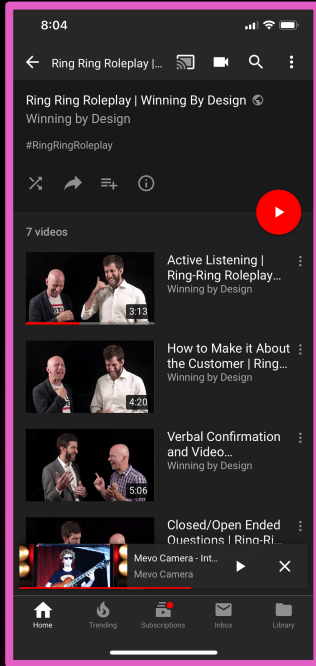 8:04
Ring Ring Roleplay |...
Ring Ring Roleplay | Winning By Design
Winning by Design
#RingRingRoleplay
7 videos
3:13
Active Listening |
Ring-Ring Roleplay...
Winning by Design
4:20
How to Make it About
the Customer | Ring...
Winning by Design
5:06
Verbal Confirmation
and Video...
Winning by Design
Closed/Open Ended
Questions | Ring-Ri...
Mevo Camera - Int...
Mevo Camera
Home
Trending
Subscriptions
Inbox
Library